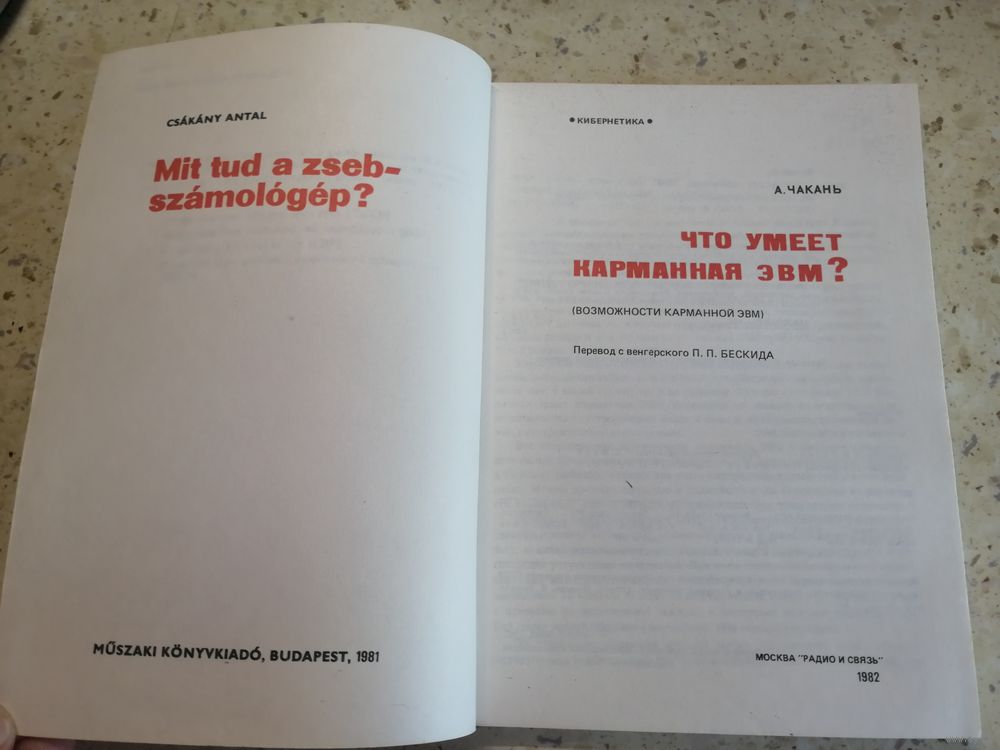 CSÁKÁNY ANTAL
Mit tud a zseb-
számológép?
MŰSZAKI KÖNYVKIADÓ, BUDAPEST, 1981
• КИБЕРНЕТИКА •
А. ЧАКАНЬ
ЧТО УМЕЕТ
КАРМАННАЯ ЭВМ?
(ВОЗМОЖНОСТИ КАРМАННОЙ ЭВМ)
Перевод с венгерского П. П. БЕСКИДА
МОСКВА "РАДИО И СВЯЗЬ"
1982